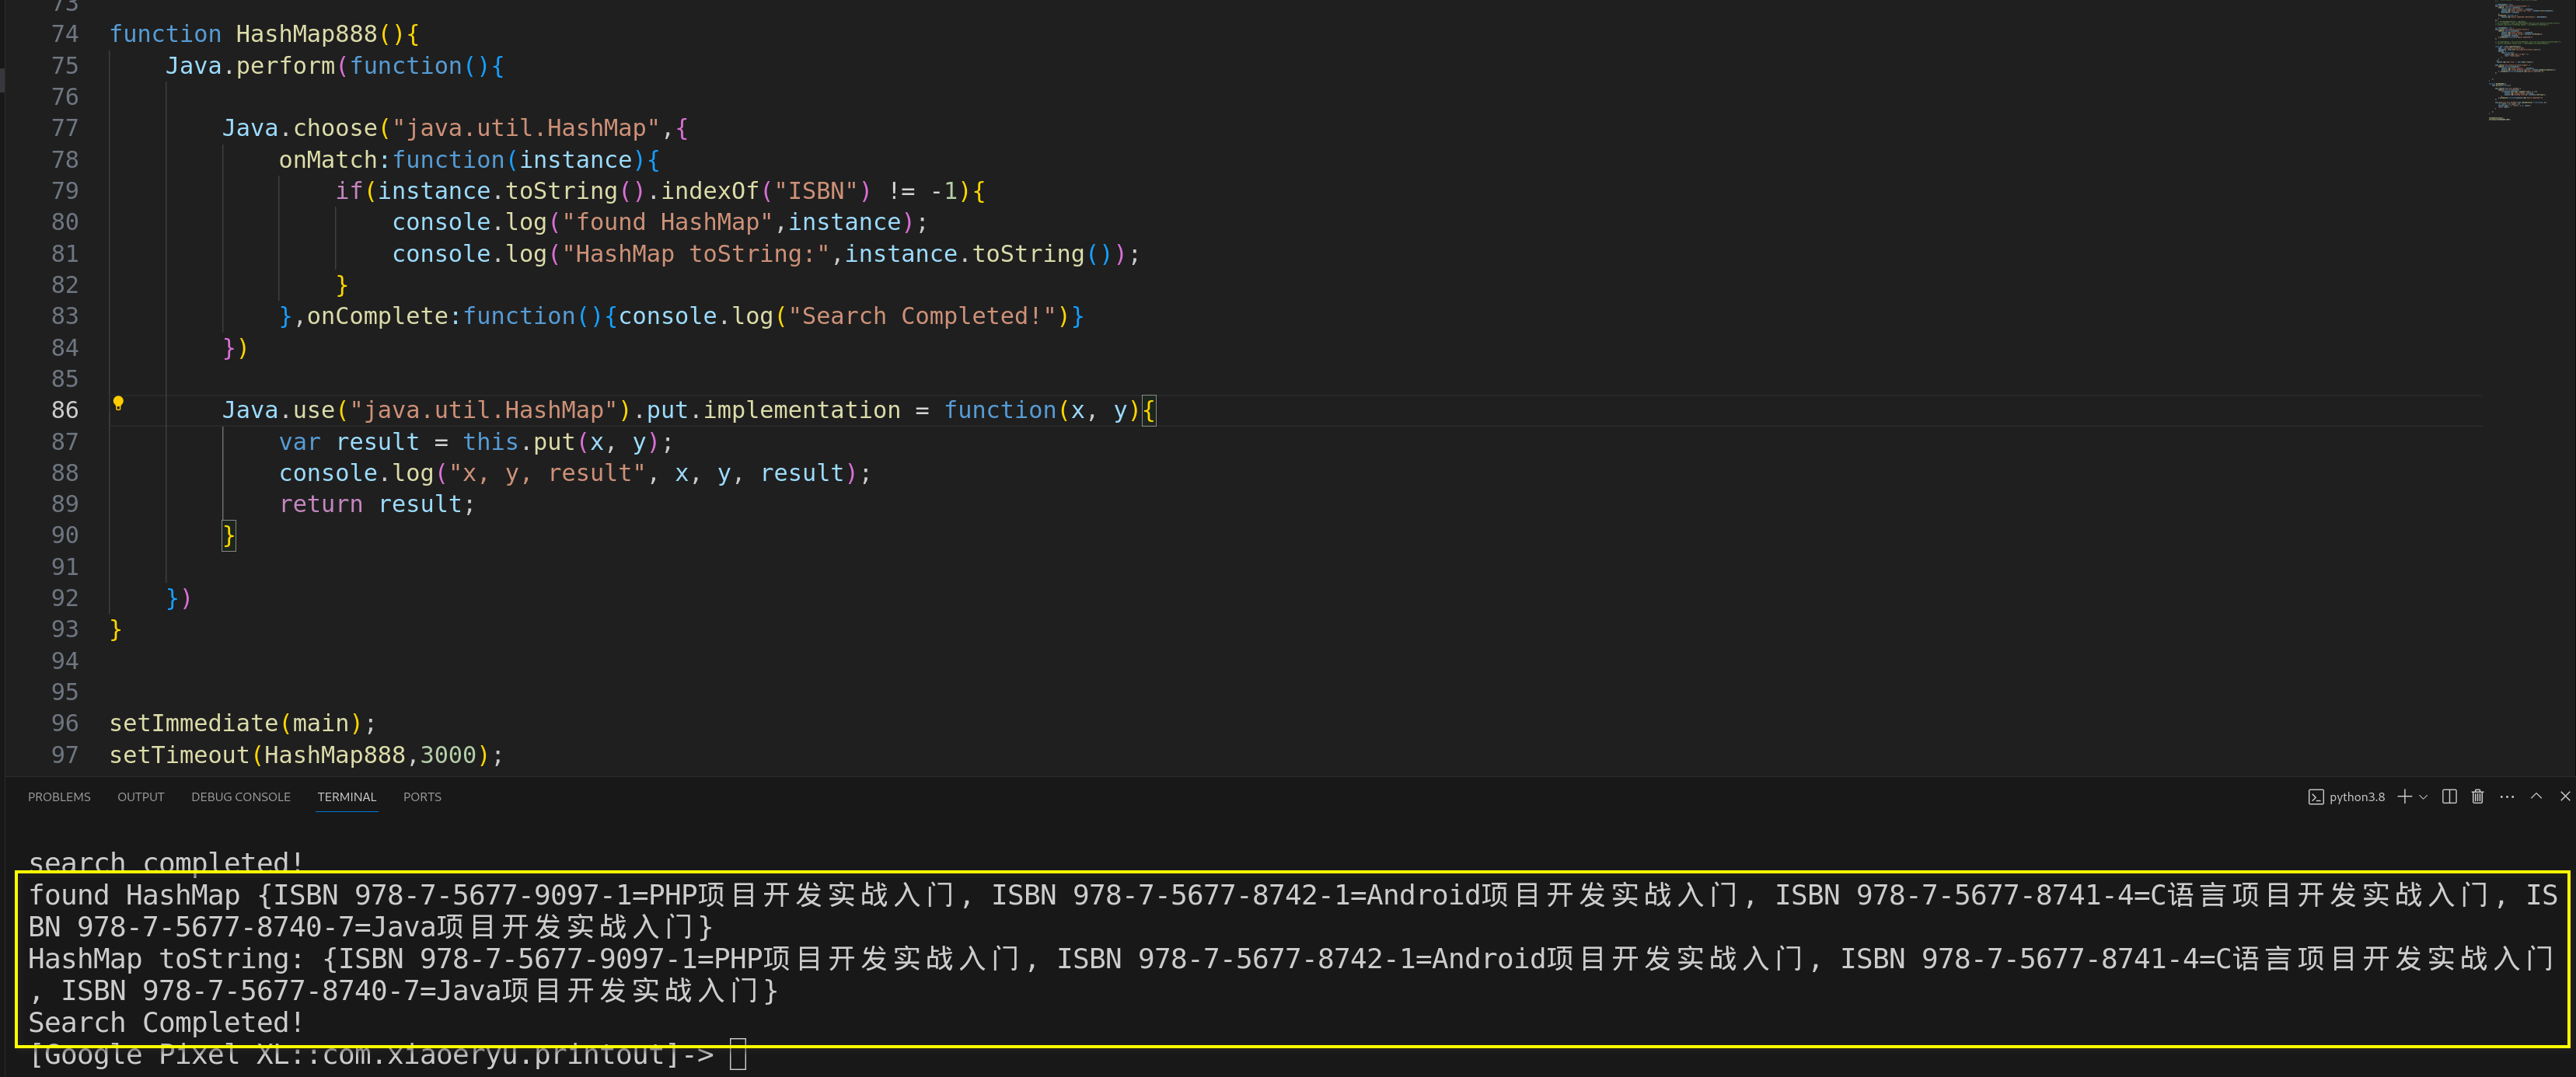 73
74 function HashMap888(){
75 Java.perform(function(){
76
77 Java.choose("java.util.HashMap",{
78 onMatch:function(instance){
79 if(instance.toString().indexOf("ISBN") != -1){
80 console.log("found HashMap",instance);
81 console.log("HashMap toString:",instance.toString());
82 }
83 },onComplete:function(){console.log("Search Completed!")}
84 })
85
86 Java.use("java.util.HashMap").put.implementation = function(x, y){
87 var result = this.put(x, y);
88 console.log("x, y, result", x, y, result);
89 return result;
90 }
91
92 })
93 }
94
95
96 setImmediate(main);
97 setTimeout(HashMap888,3000);
PROBLEMS OUTPUT DEBUG CONSOLE TERMINAL PORTS python3.8
search completed!
found HashMap {ISBN 978-7-5677-9097-1=PHP项目开发实战入门, ISBN 978-7-5677-8742-1=Android项目开发实战入门, ISBN 978-7-5677-8741-4=C语言项目开发实战入门, IS
BN 978-7-5677-8740-7=Java项目开发实战入门}
HashMap toString: {ISBN 978-7-5677-9097-1=PHP项目开发实战入门, ISBN 978-7-5677-8742-1=Android项目开发实战入门, ISBN 978-7-5677-8741-4=C语言项目开发实战入门
, ISBN 978-7-5677-8740-7=Java项目开发实战入门}
Search Completed!
[Google Pixel XL::com.xiaoeryu.printout]->